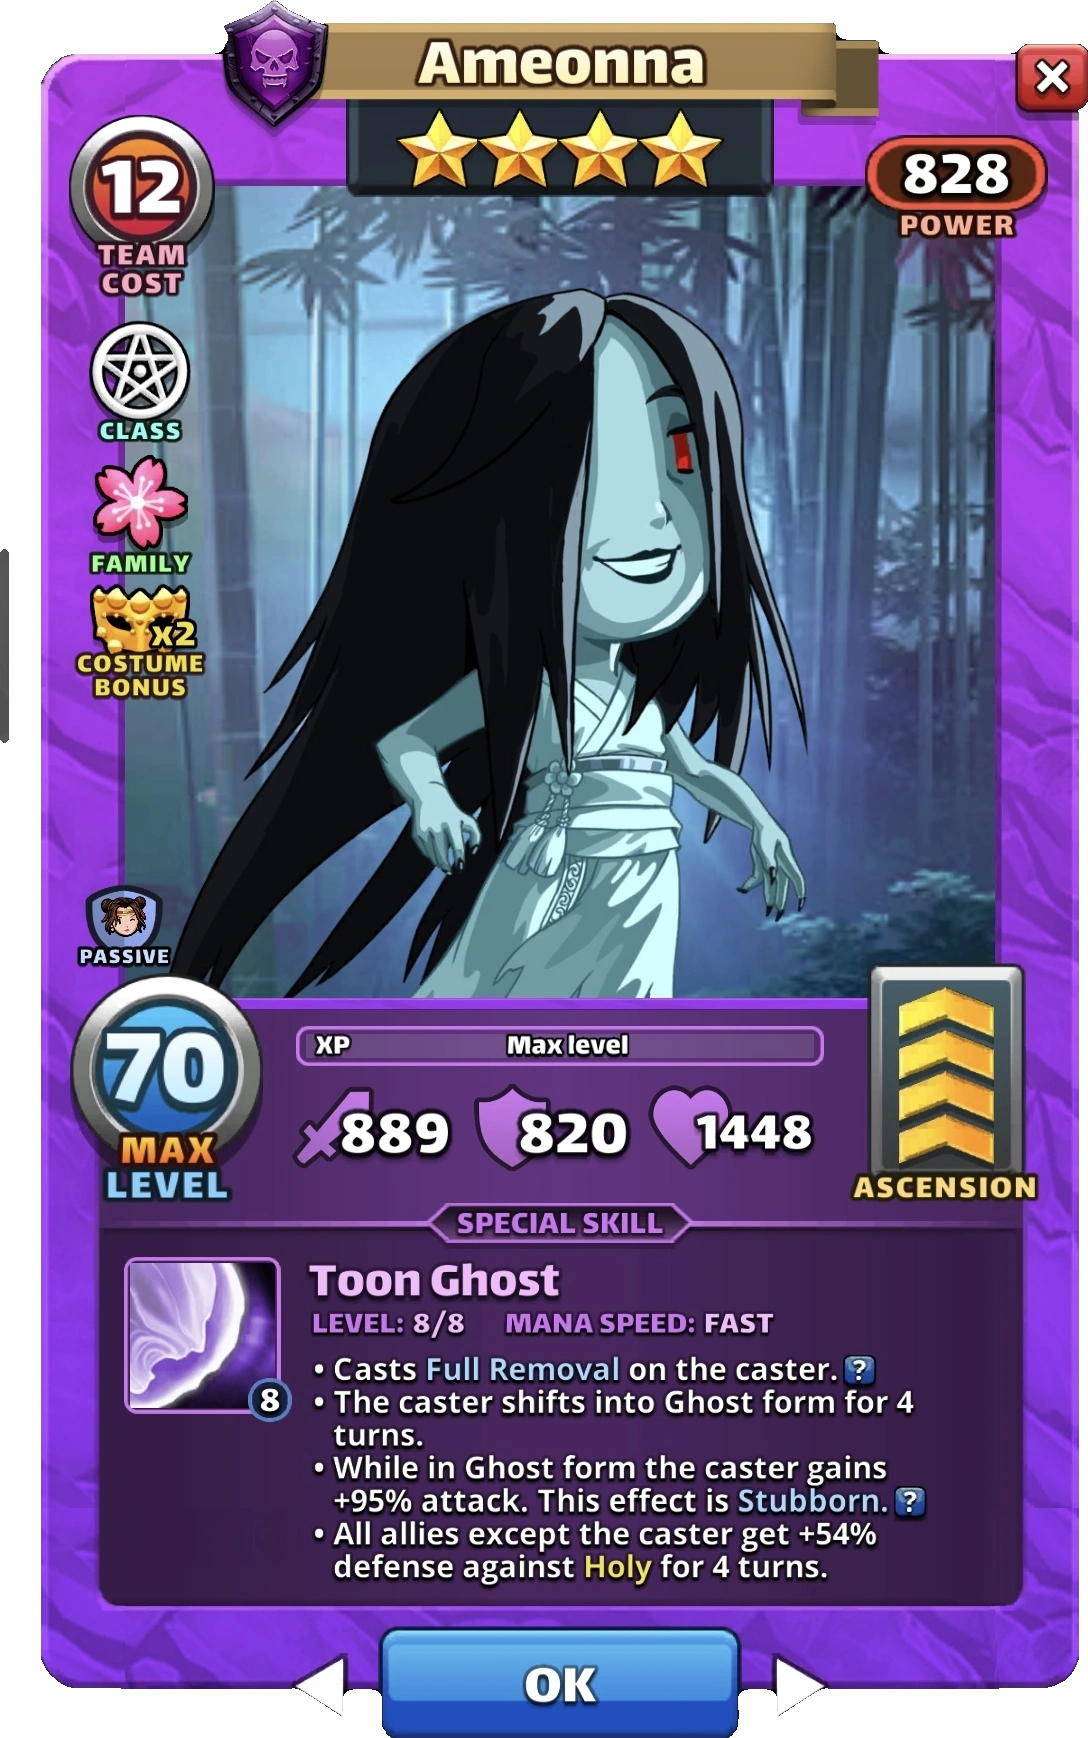 Ameonna
12
TEAM
COST
828
POWER
CLASS
FAMILY
x2
COSTUME
BONUS
PASSIVE
70
MAX
LEVEL
XP Max level
889 820 1448
ASCENSION
SPECIAL SKILL
Toon Ghost
LEVEL: 8/8 MANA SPEED: FAST
8
• Casts Full Removal on the caster. ?
• The caster shifts into Ghost form for 4
turns.
• While in Ghost form the caster gains
+95% attack. This effect is Stubborn. ?
• All allies except the caster get +54%
defense against Holy for 4 turns.
OK